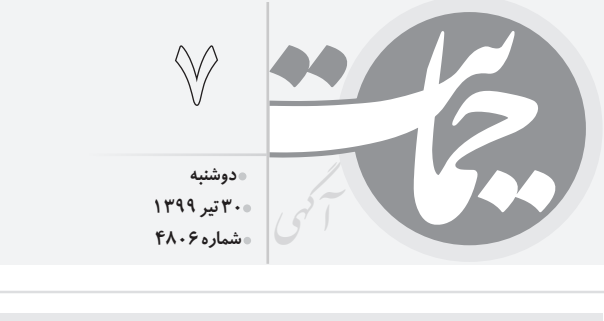 حمایت
آگهی
۷
دوشنبه
۳۰ تیر ۱۳۹۹
شماره ۴۸۰۶